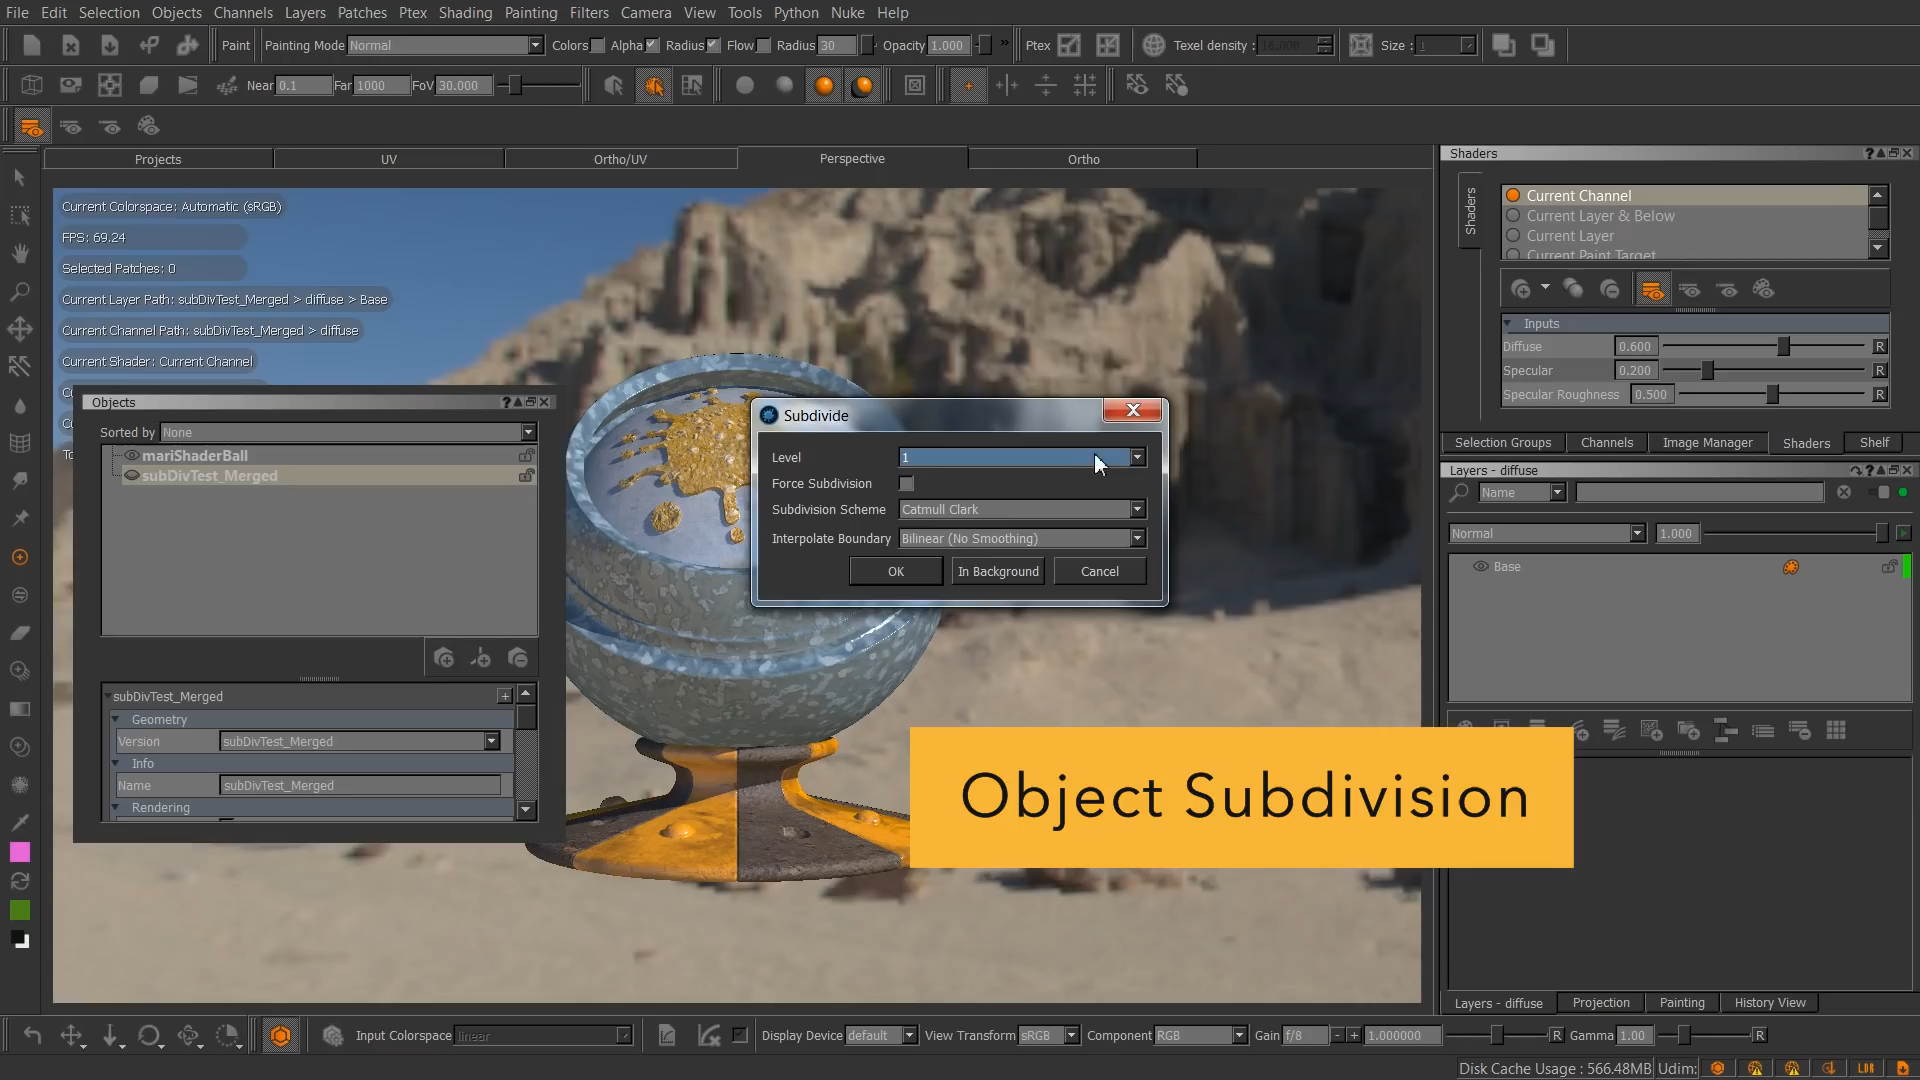 File Edit Selection Objects Channels Layers Patches Ptex Shading Painting Filters Camera View Tools Python Nuke Help
Paint Painting Mode Normal Colors Alpha Radius Flow Radius 30 Opacity 1.000 » Ptex Texel density : 16.000 Size : 1
Near 0.1 Far 1000 FoV 30.000
Projects UV Ortho/UV Perspective Ortho
Current Colorspace: Automatic (sRGB)
FPS: 69.24
Selected Patches: 0
Current Layer Path: subDivTest_Merged > diffuse > Base
Current Channel Path: subDivTest_Merged > diffuse
Current Shader: Current Channel
Objects
Sorted by None
mariShaderBall
subDivTest_Merged
subDivTest_Merged
Geometry
Version subDivTest_Merged
Info
Name subDivTest_Merged
Rendering
Subdivide
Level 1
Force Subdivision
Subdivision Scheme Catmull Clark
Interpolate Boundary Bilinear (No Smoothing)
OK In Background Cancel
Object Subdivision
Shaders
Shaders
Current Channel
Current Layer & Below
Current Layer
Current Paint Target
Inputs
Diffuse 0.600 R
Specular 0.200 R
Specular Roughness 0.500 R
Selection Groups Channels Image Manager Shaders Shelf
Layers - diffuse
Name
Normal 1.000
Base
Layers - diffuse Projection Painting History View
Input Colorspace linear Display Device default View Transform sRGB Component RGB Gain f/8 - + 1.000000 R Gamma 1.00 R
Disk Cache Usage : 566.48MB Udim: LDR